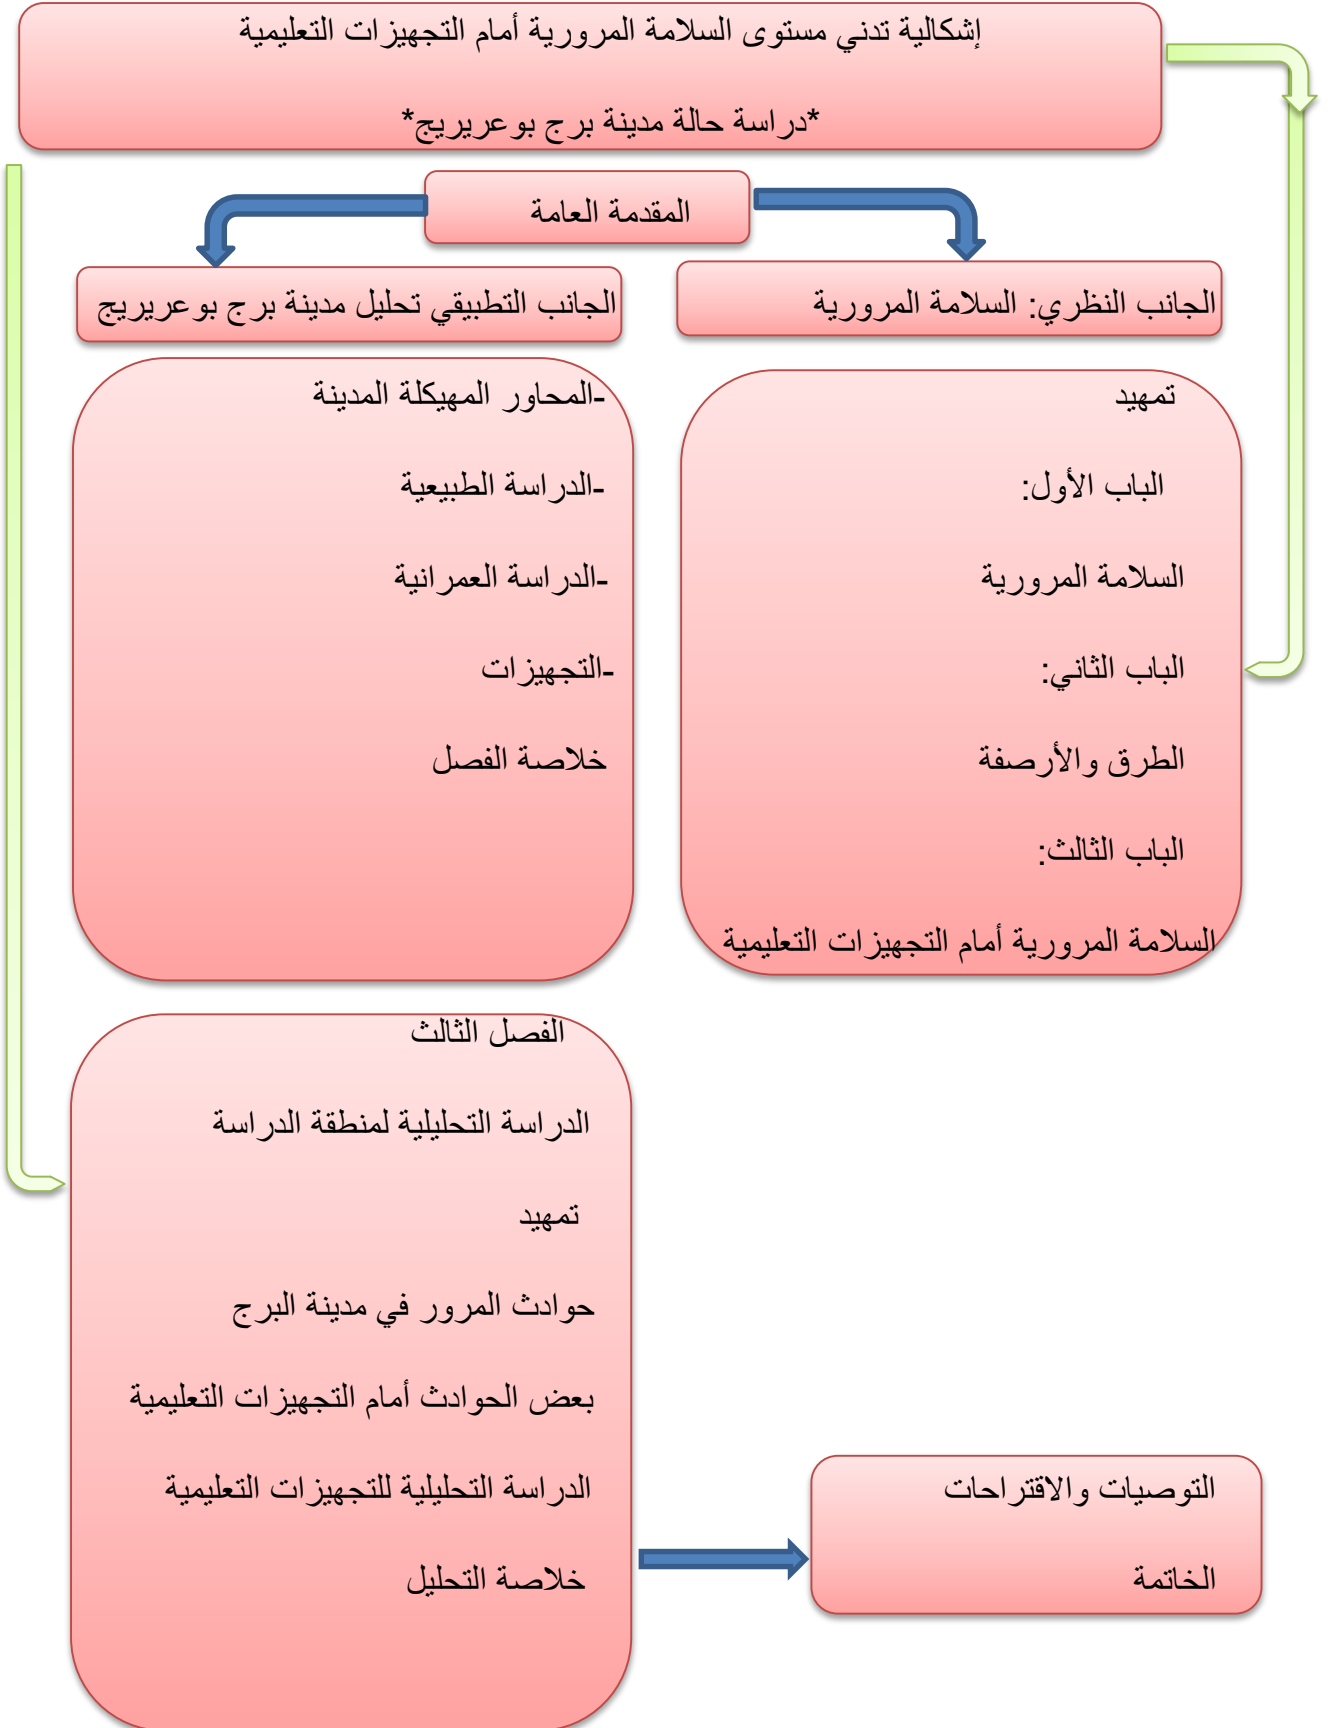 إشكالية تدني مستوى السلامة المرورية أمام التجهيزات التعليمية
*دراسة حالة مدينة برج بوعريريج*
المقدمة العامة
الجانب النظري: السلامة المرورية
تمهيد
الباب الأول:
السلامة المرورية
الباب الثاني:
الطرق والأرصفة
الباب الثالث:
السلامة المرورية أمام التجهيزات التعليمية
الجانب التطبيقي تحليل مدينة برج بوعريريج
-المحاور المهيكلة المدينة
-الدراسة الطبيعية
-الدراسة العمرانية
-التجهيزات
خلاصة الفصل
الفصل الثالث
الدراسة التحليلية لمنطقة الدراسة
تمهيد
حوادث المرور في مدينة البرج
بعض الحوادث أمام التجهيزات التعليمية
الدراسة التحليلية للتجهيزات التعليمية
خلاصة التحليل
التوصيات والاقتراحات
الخاتمة